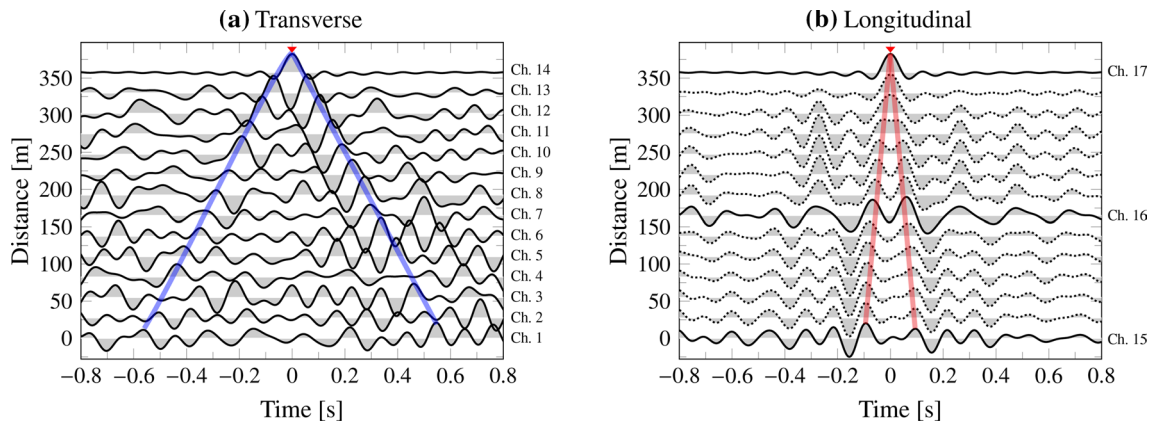 (a) Transverse
350
300
250
200
150
100
50
0
Distance [m]
Ch. 14
Ch. 13
Ch. 12
Ch. 11
Ch. 10
Ch. 9
Ch. 8
Ch. 7
Ch. 6
Ch. 5
Ch. 4
Ch. 3
Ch. 2
Ch. 1
−0.8 −0.6 −0.4 −0.2 0 0.2 0.4 0.6 0.8
Time [s]
(b) Longitudinal
350
300
250
200
150
100
50
0
Distance [m]
Ch. 17
Ch. 16
Ch. 15
−0.8 −0.6 −0.4 −0.2 0 0.2 0.4 0.6 0.8
Time [s]